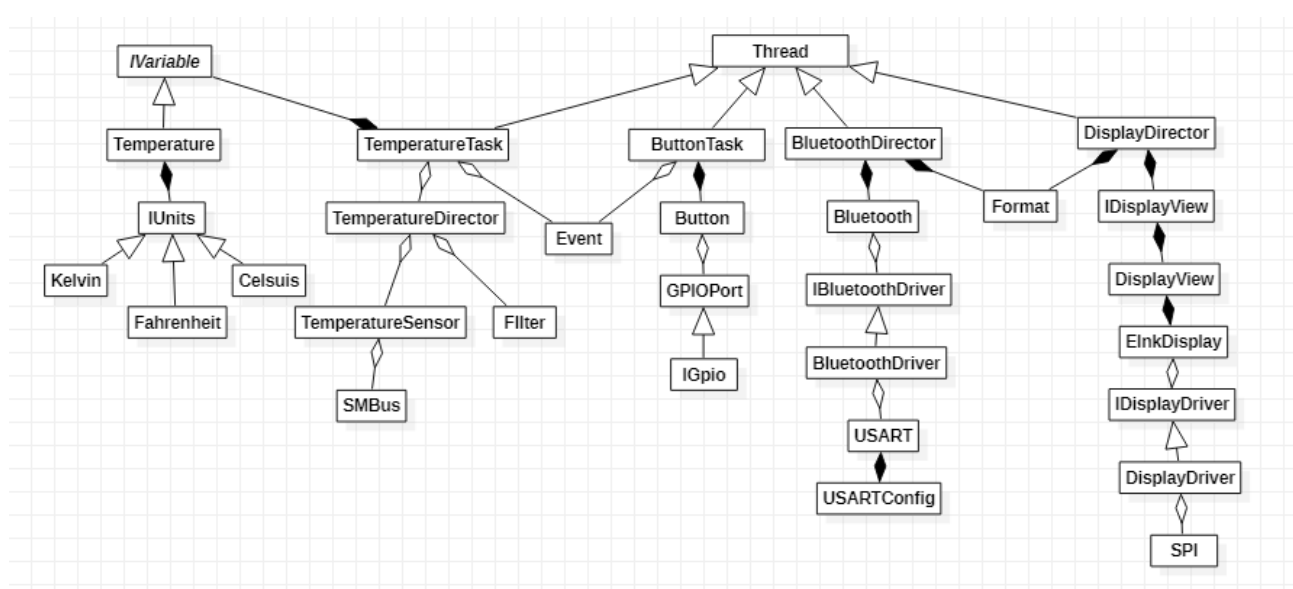 IVariable
Thread
Temperature
TemperatureTask
ButtonTask
BluetoothDirector
DisplayDirector
IUnits
TemperatureDirector
Event
Button
Bluetooth
Format
IDisplayView
Kelvin
Celsuis
Fahrenheit
TemperatureSensor
FIlter
GPIOPort
IBluetoothDriver
DisplayView
EInkDisplay
SMBus
IGpio
BluetoothDriver
IDisplayDriver
USART
USARTConfig
DisplayDriver
SPI